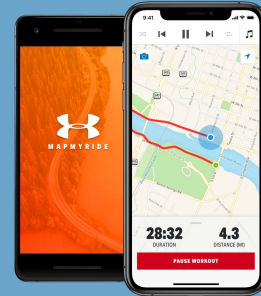 MAPMYRIDE
9:41
28:32
DURATION
4.3
DISTANCE (MI)
PAUSE WORKOUT